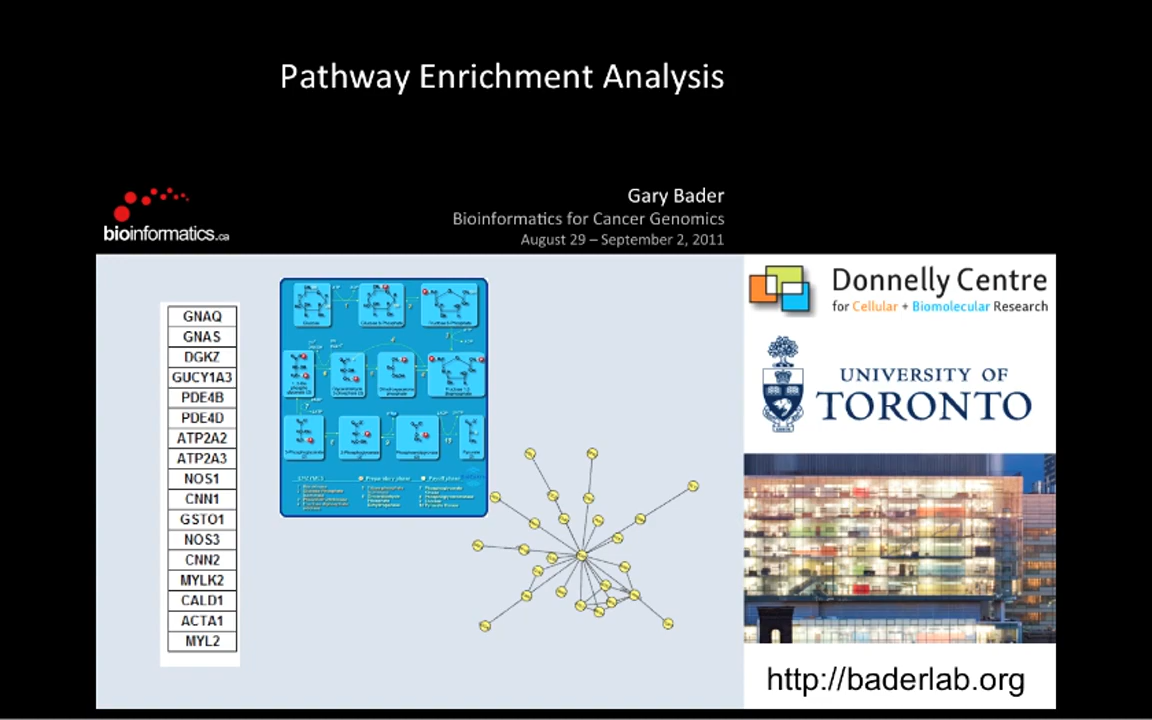 Pathway Enrichment Analysis
bioinformatics.ca
Gary Bader
Bioinformatics for Cancer Genomics
August 29 – September 2, 2011
GNAQ
GNAS
DGKZ
GUCY1A3
PDE4B
PDE4D
ATP2A2
ATP2A3
NOS1
CNN1
GSTO1
NOS3
CNN2
MYLK2
CALD1
ACTA1
MYL2
Donnelly Centre
for Cellular + Biomolecular Research
UNIVERSITY OF
TORONTO
http://baderlab.org